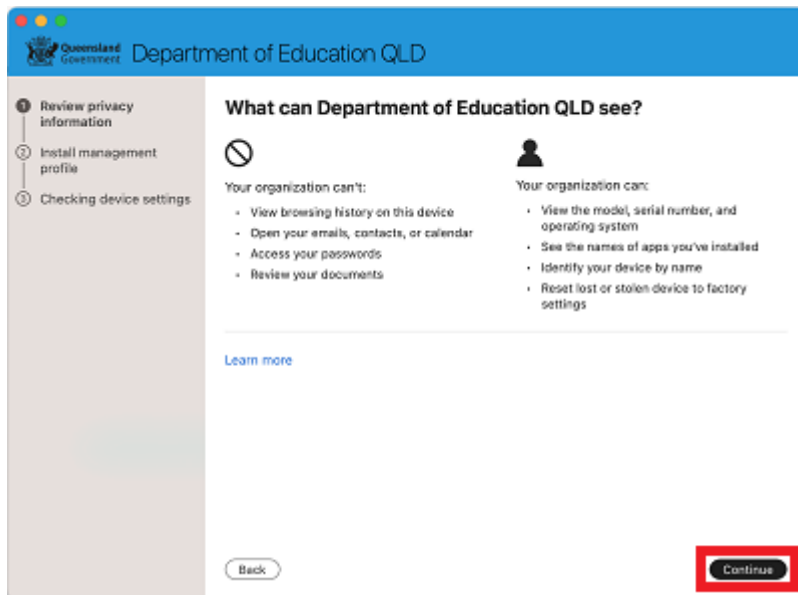 Queensland
Government
Department of Education QLD
1 Review privacy
information
2 Install management
profile
3 Checking device settings
What can Department of Education QLD see?
Your organization can't:
• View browsing history on this device
• Open your emails, contacts, or calendar
• Access your passwords
• Review your documents
Your organization can:
• View the model, serial number, and
operating system
• See the names of apps you've installed
• Identify your device by name
• Reset lost or stolen device to factory
settings
Learn more
Back
Continue